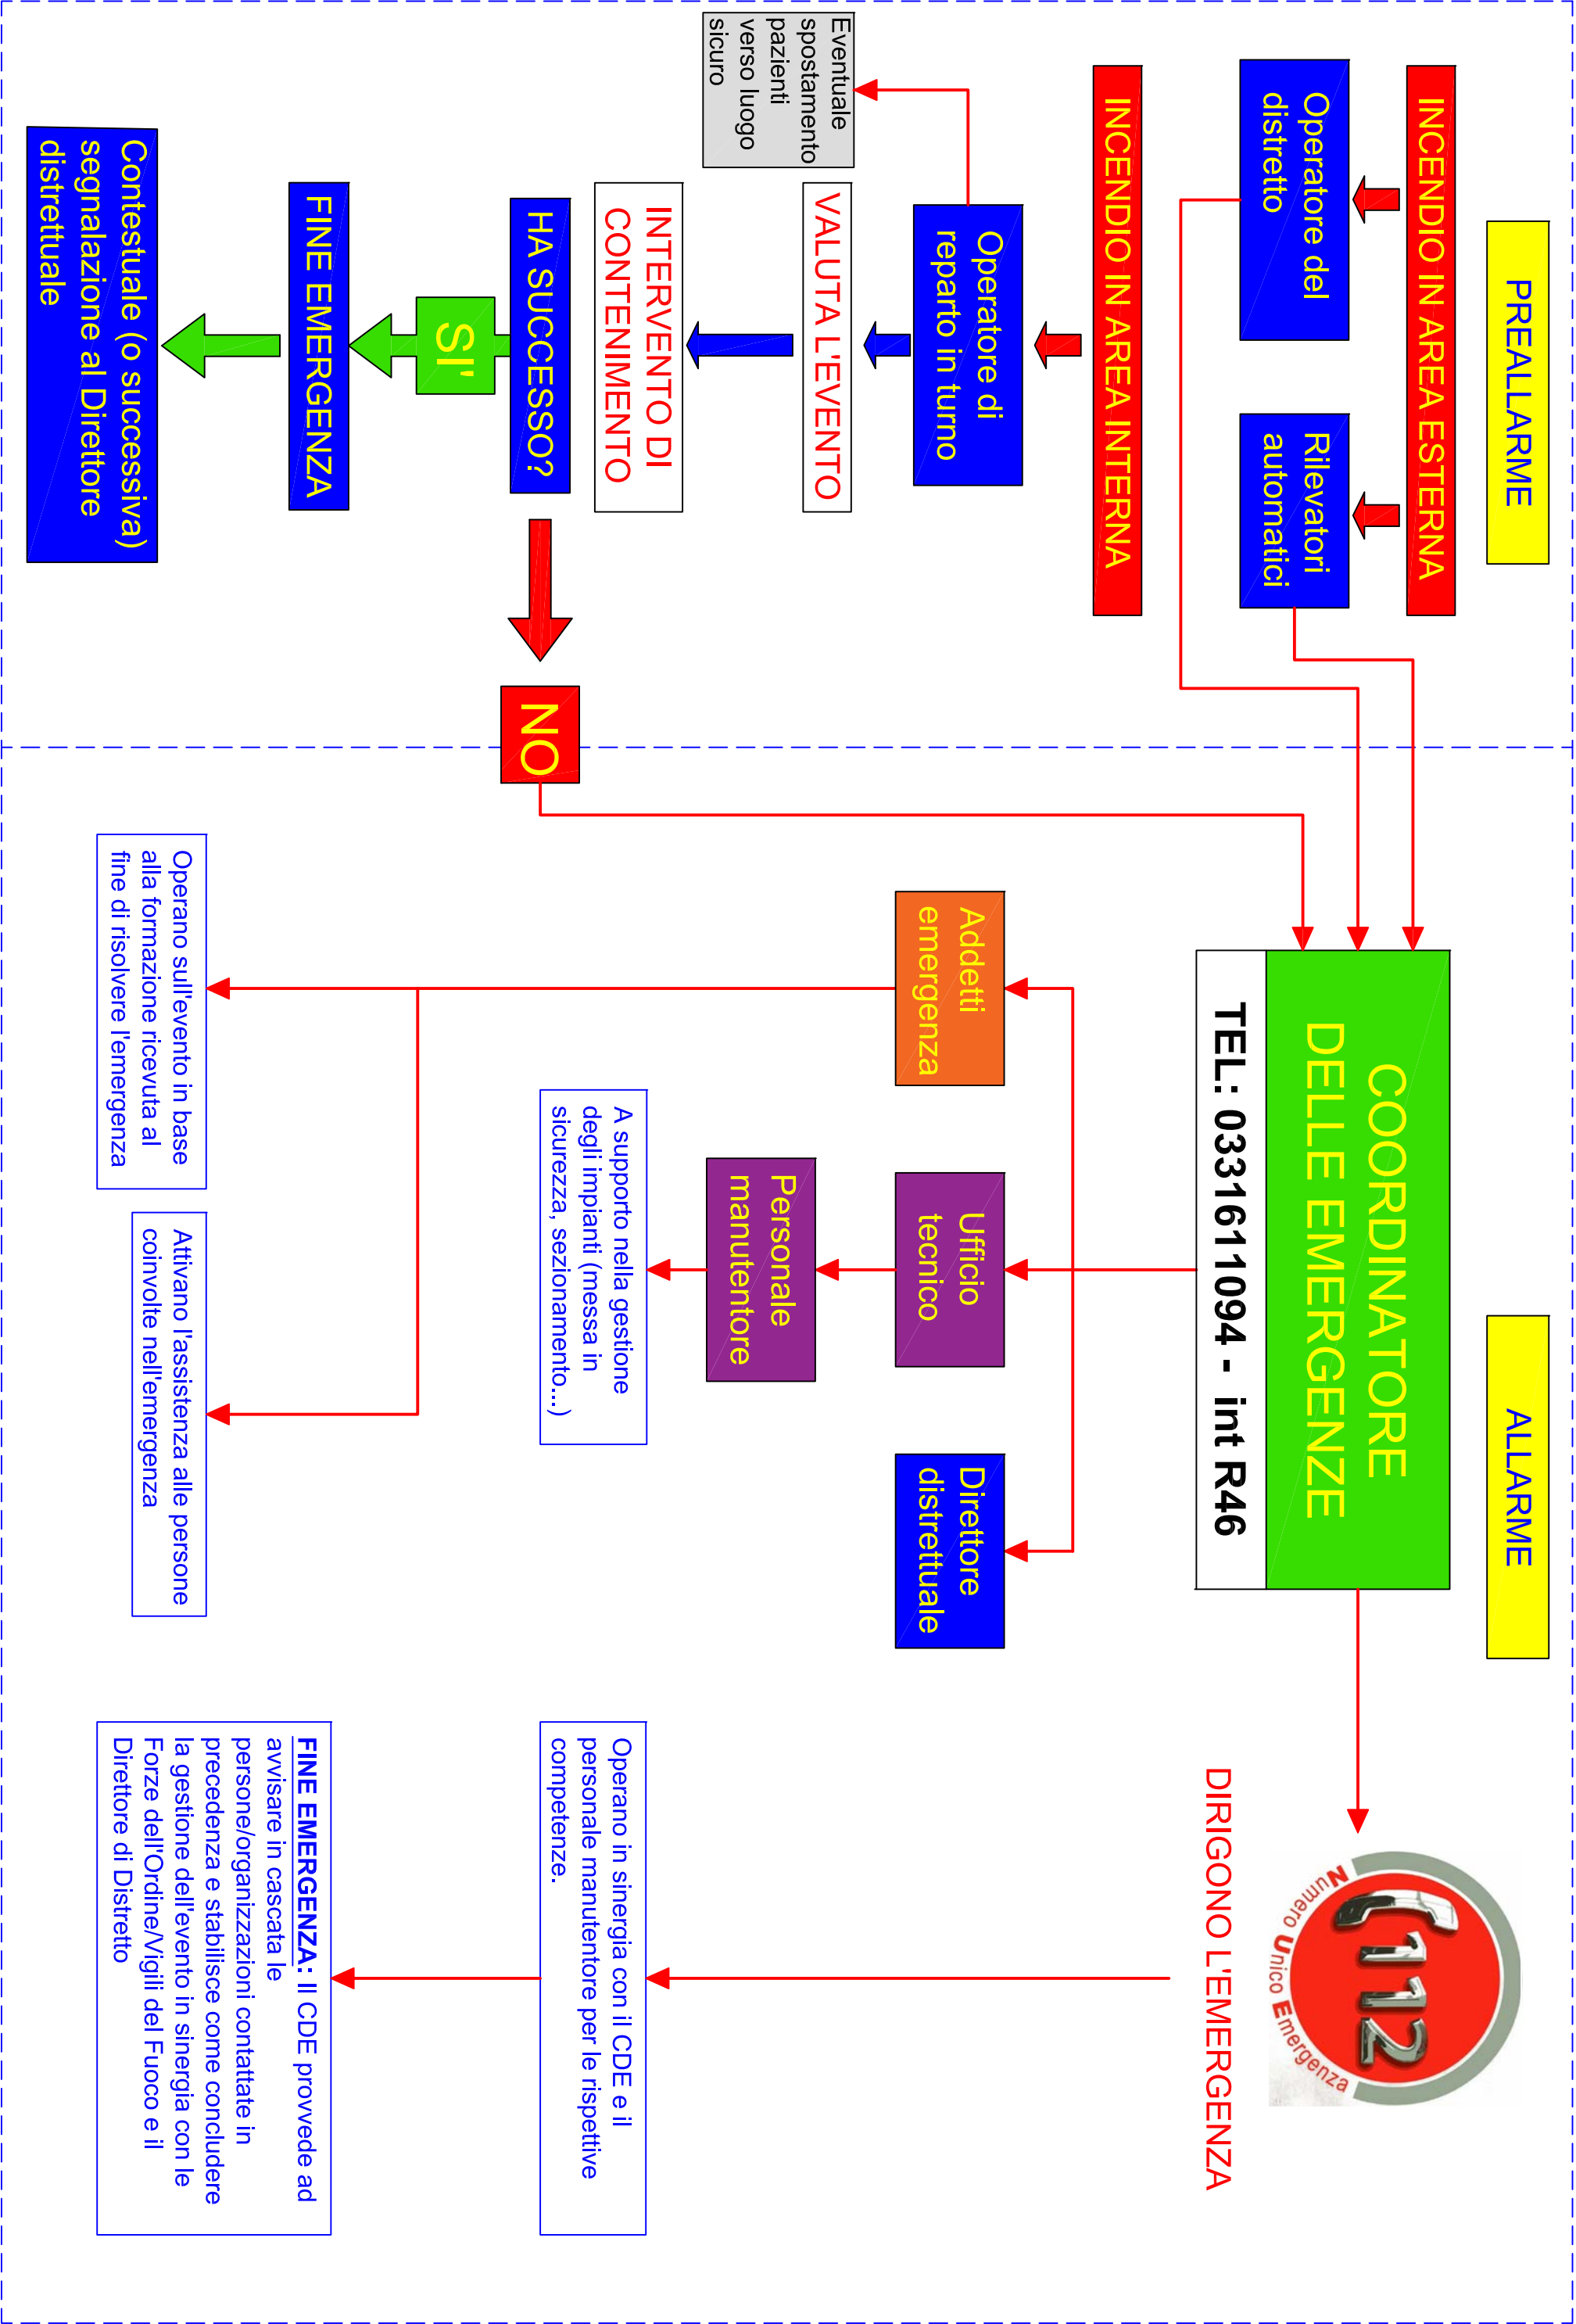 PREALLARME
INCENDIO IN AREA ESTERNA
Operatore del
distretto
Rilevatori
automatici
INCENDIO IN AREA INTERNA
Operatore di
reparto in turno
Eventuale
spostamento
pazienti
verso luogo
sicuro
VALUTA L'EVENTO
INTERVENTO DI
CONTENIMENTO
HA SUCCESSO?
NO
SI'
FINE EMERGENZA
Contestuale (o successiva)
segnalazione al Direttore
distrettuale
ALLARME
COORDINATORE
DELLE EMERGENZE
TEL: 0331611094 - int R46
Addetti
emergenza
Ufficio
tecnico
Direttore
distrettuale
Personale
manutentore
A supporto nella gestione
degli impianti (messa in
sicurezza, sezionamento...)
Operano sull'evento in base
alla formazione ricevuta al
fine di risolvere l'emergenza
Attivano l'assistenza alle persone
coinvolte nell'emergenza
112
Numero Unico Emergenza
DIRIGONO L'EMERGENZA
Operano in sinergia con il CDE e il
personale manutentore per le rispettive
competenze.
FINE EMERGENZA: Il CDE provvede ad
avvisare in cascata le
persone/organizzazioni contattate in
precedenza e stabilisce come concludere
la gestione dell'evento in sinergia con le
Forze dell'Ordine/Vigili del Fuoco e il
Direttore di Distretto